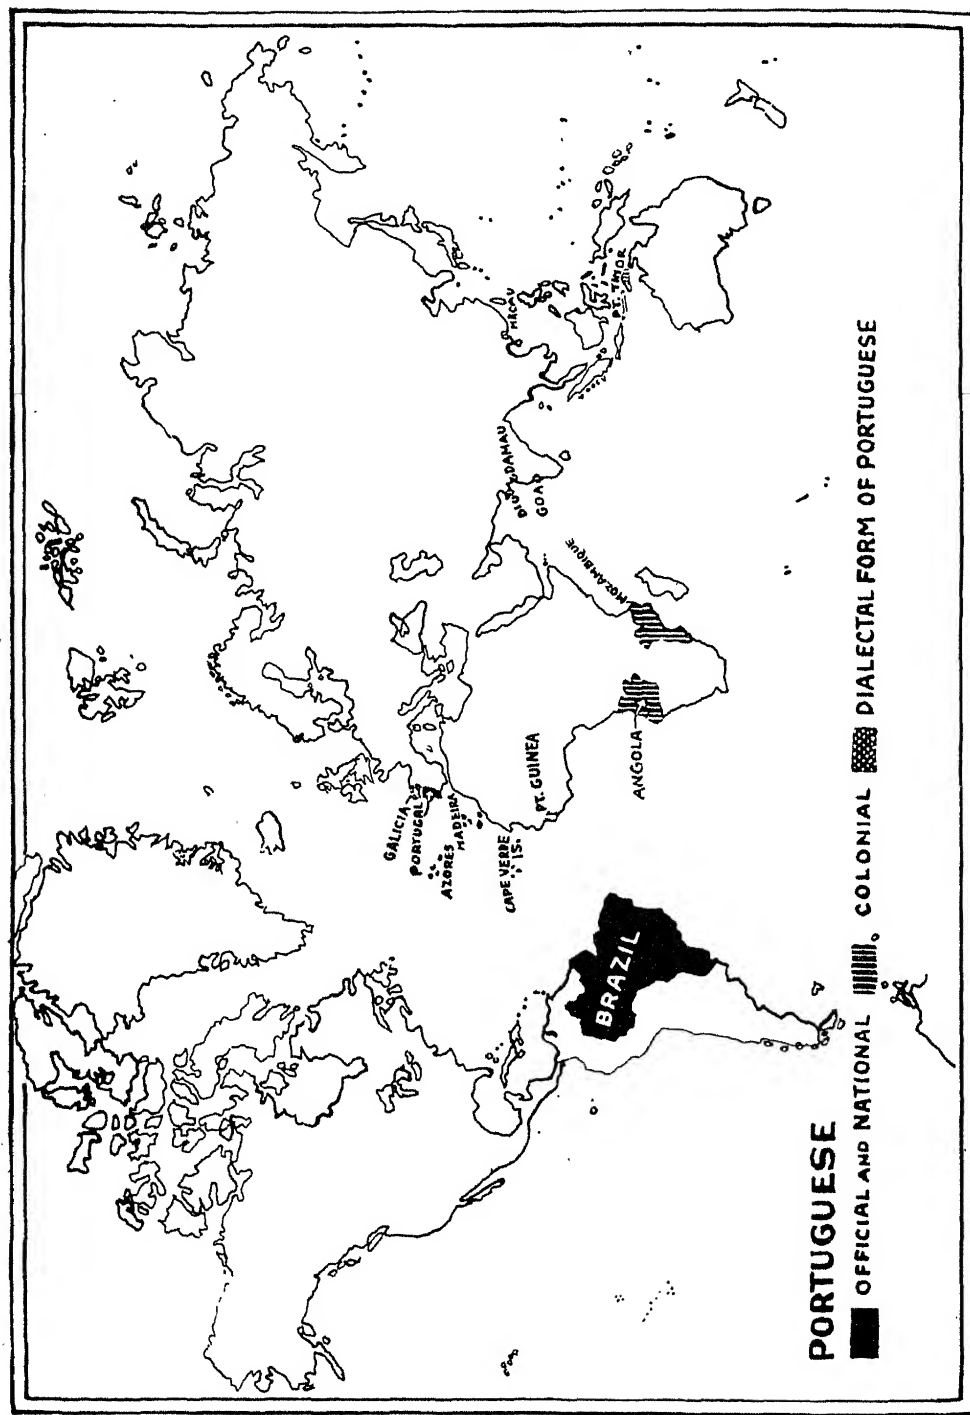 GALICIA
PORTUGAL
AZORES
MADEIRA
CAPE VERDE
IS.
PT. GUINEA
ANGOLA
MOZAMBIQUE
DAMAU
GOA
MACAU
PT. TIMOR
BRAZIL
PORTUGUESE
OFFICIAL AND NATIONAL
COLONIAL
DIALECTAL FORM OF PORTUGUESE